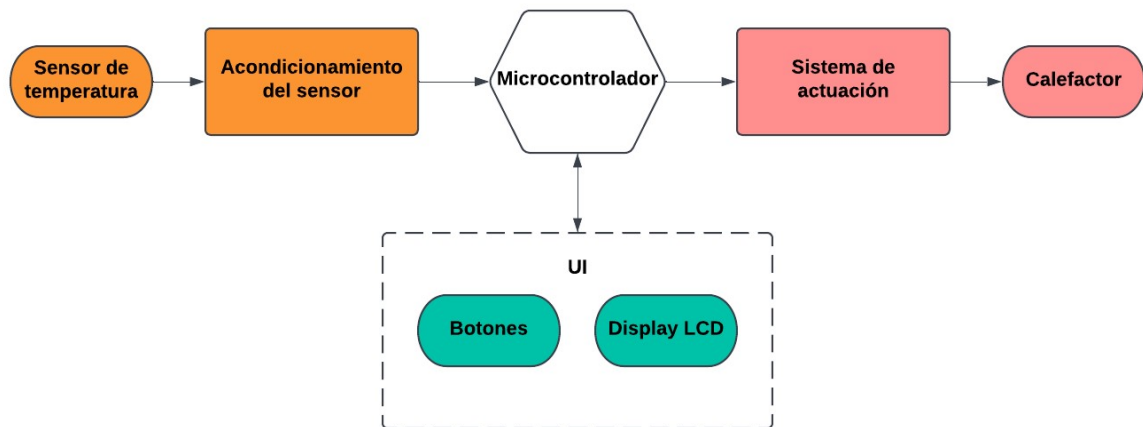 Sensor de
temperatura
Acondicionamiento
del sensor
Microcontrolador
Sistema de
actuación
Calefactor
UI
Botones
Display LCD